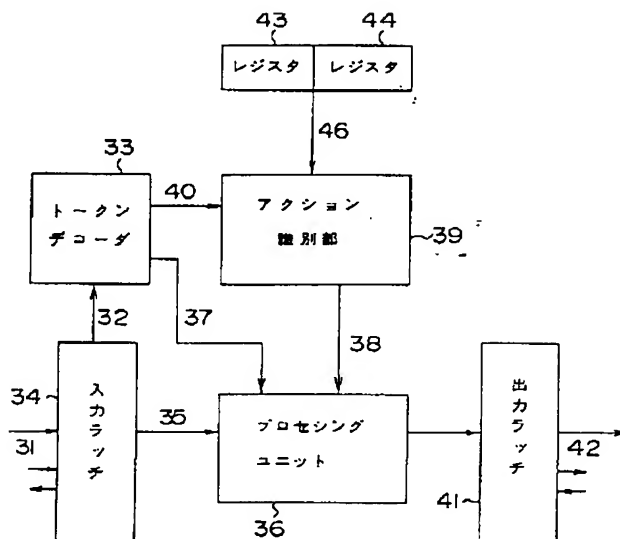 43
44
レジスタ
レジスタ
46
33
トークン
デコーダ
40
アクション
識別部
39
32
37
38
34
入力ラッチ
31
35
プロセシング
ユニット
36
出力ラッチ
41
42